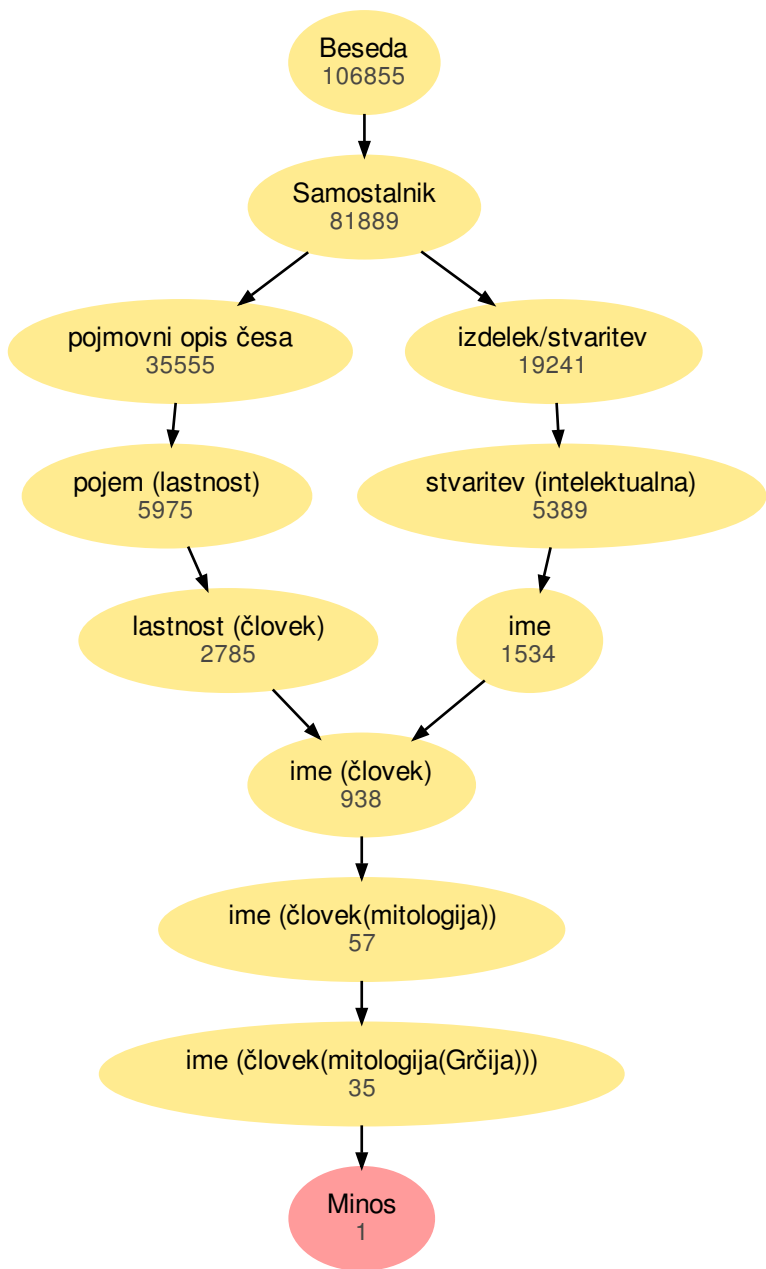 Beseda
106855
Samostalnik
81889
pojmovni opis česa
35555
izdelek/stvaritev
19241
pojem (lastnost)
5975
stvaritev (intelektualna)
5389
lastnost (človek)
2785
ime
1534
ime (človek)
938
ime (človek(mitologija))
57
ime (človek(mitologija(Grčija)))
35
Minos
1